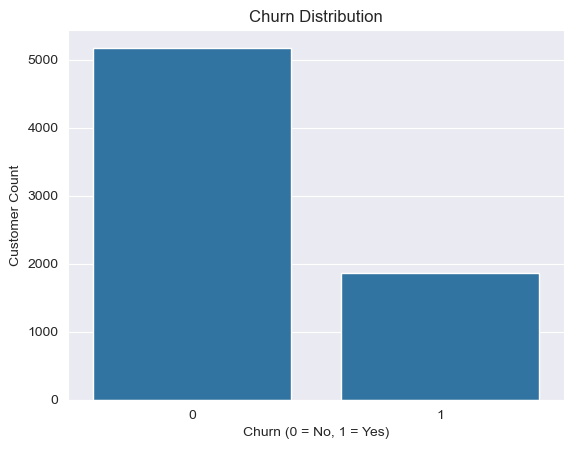 Churn Distribution
5000
4000
3000
2000
1000
0
Customer Count
0 1
Churn (0 = No, 1 = Yes)